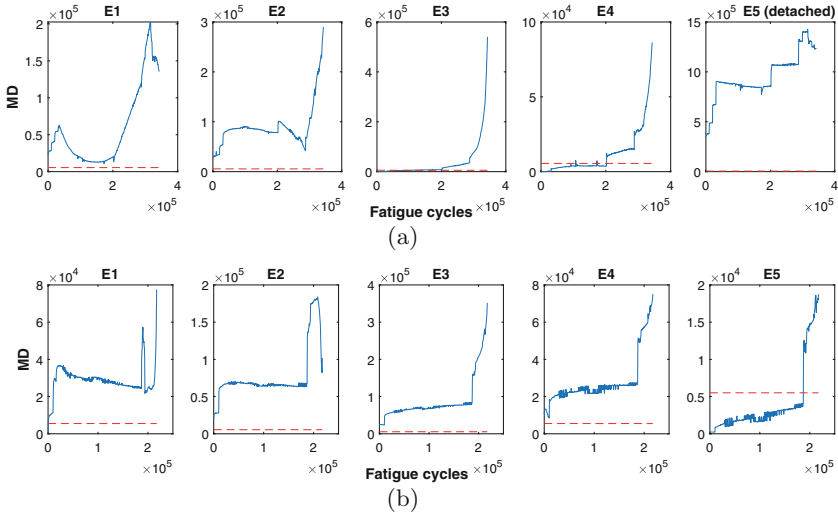 E1 E2 E3 E4 E5 (detached)
×10⁵ ×10⁵ ×10⁵ ×10⁴ ×10⁵
2 3 6 10 1.5
1.5 1 0.5 0
2 1 0
4 2 0
5 0
1 0.5 0
MD
0 2 4 0 2 4 0 2 4 0 2 4 0 2 4
×10⁵ ×10⁵ ×10⁵ ×10⁵ ×10⁵
Fatigue cycles
(a)
E1 E2 E3 E4 E5
×10⁴ ×10⁵ ×10⁵ ×10⁴ ×10⁴
8 2 4 8 2
6 4 2 0
1.5 1 0.5 0
3 2 1 0
6 4 2 0
1.5 1 0.5 0
MD
0 1 2 0 1 2 0 1 2 0 1 2 0 1 2
×10⁵ ×10⁵ ×10⁵ ×10⁵ ×10⁵
Fatigue cycles
(b)